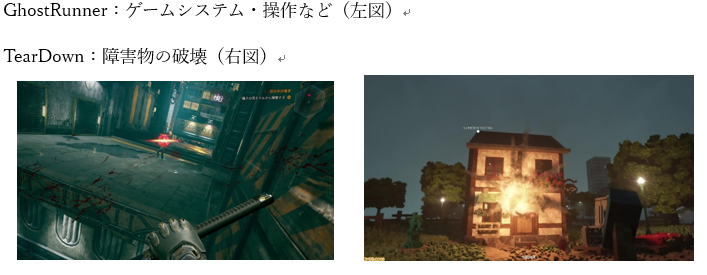 GhostRunner：ゲームシステム・操作など（左図）
TearDown：障害物の破壊（右図）